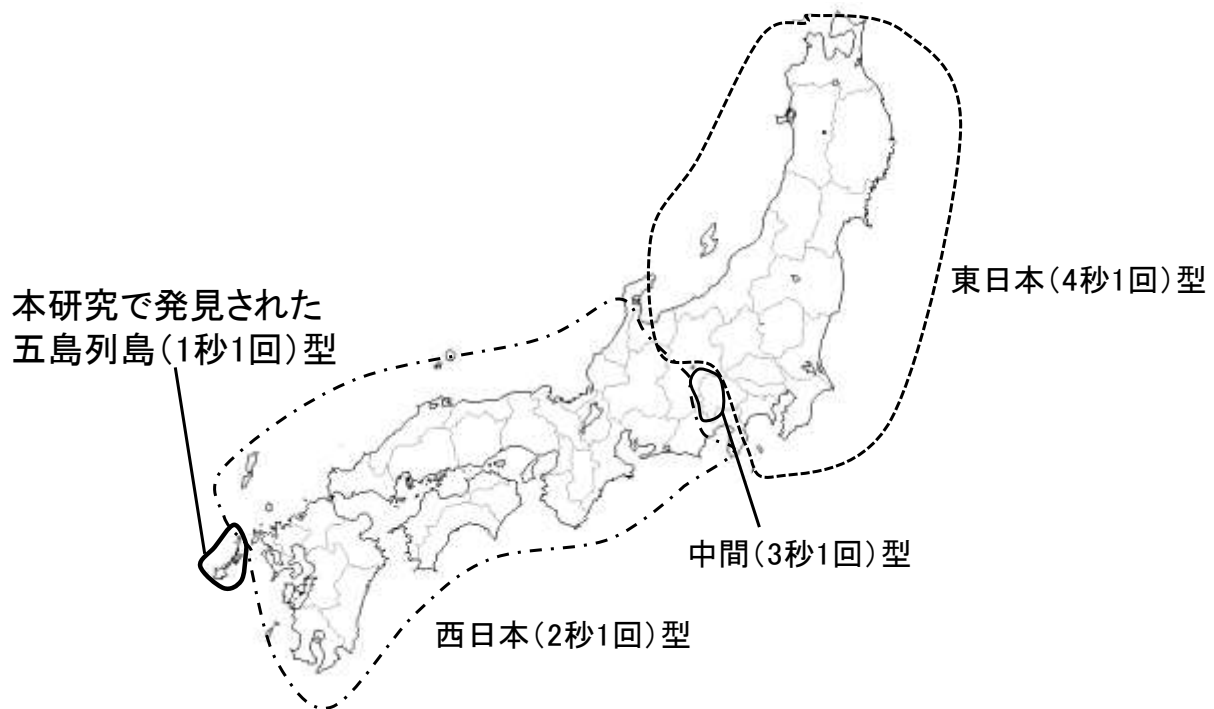 東日本(4秒1回)型
本研究で発見された
五島列島(1秒1回)型
中間(3秒1回)型
西日本(2秒1回)型